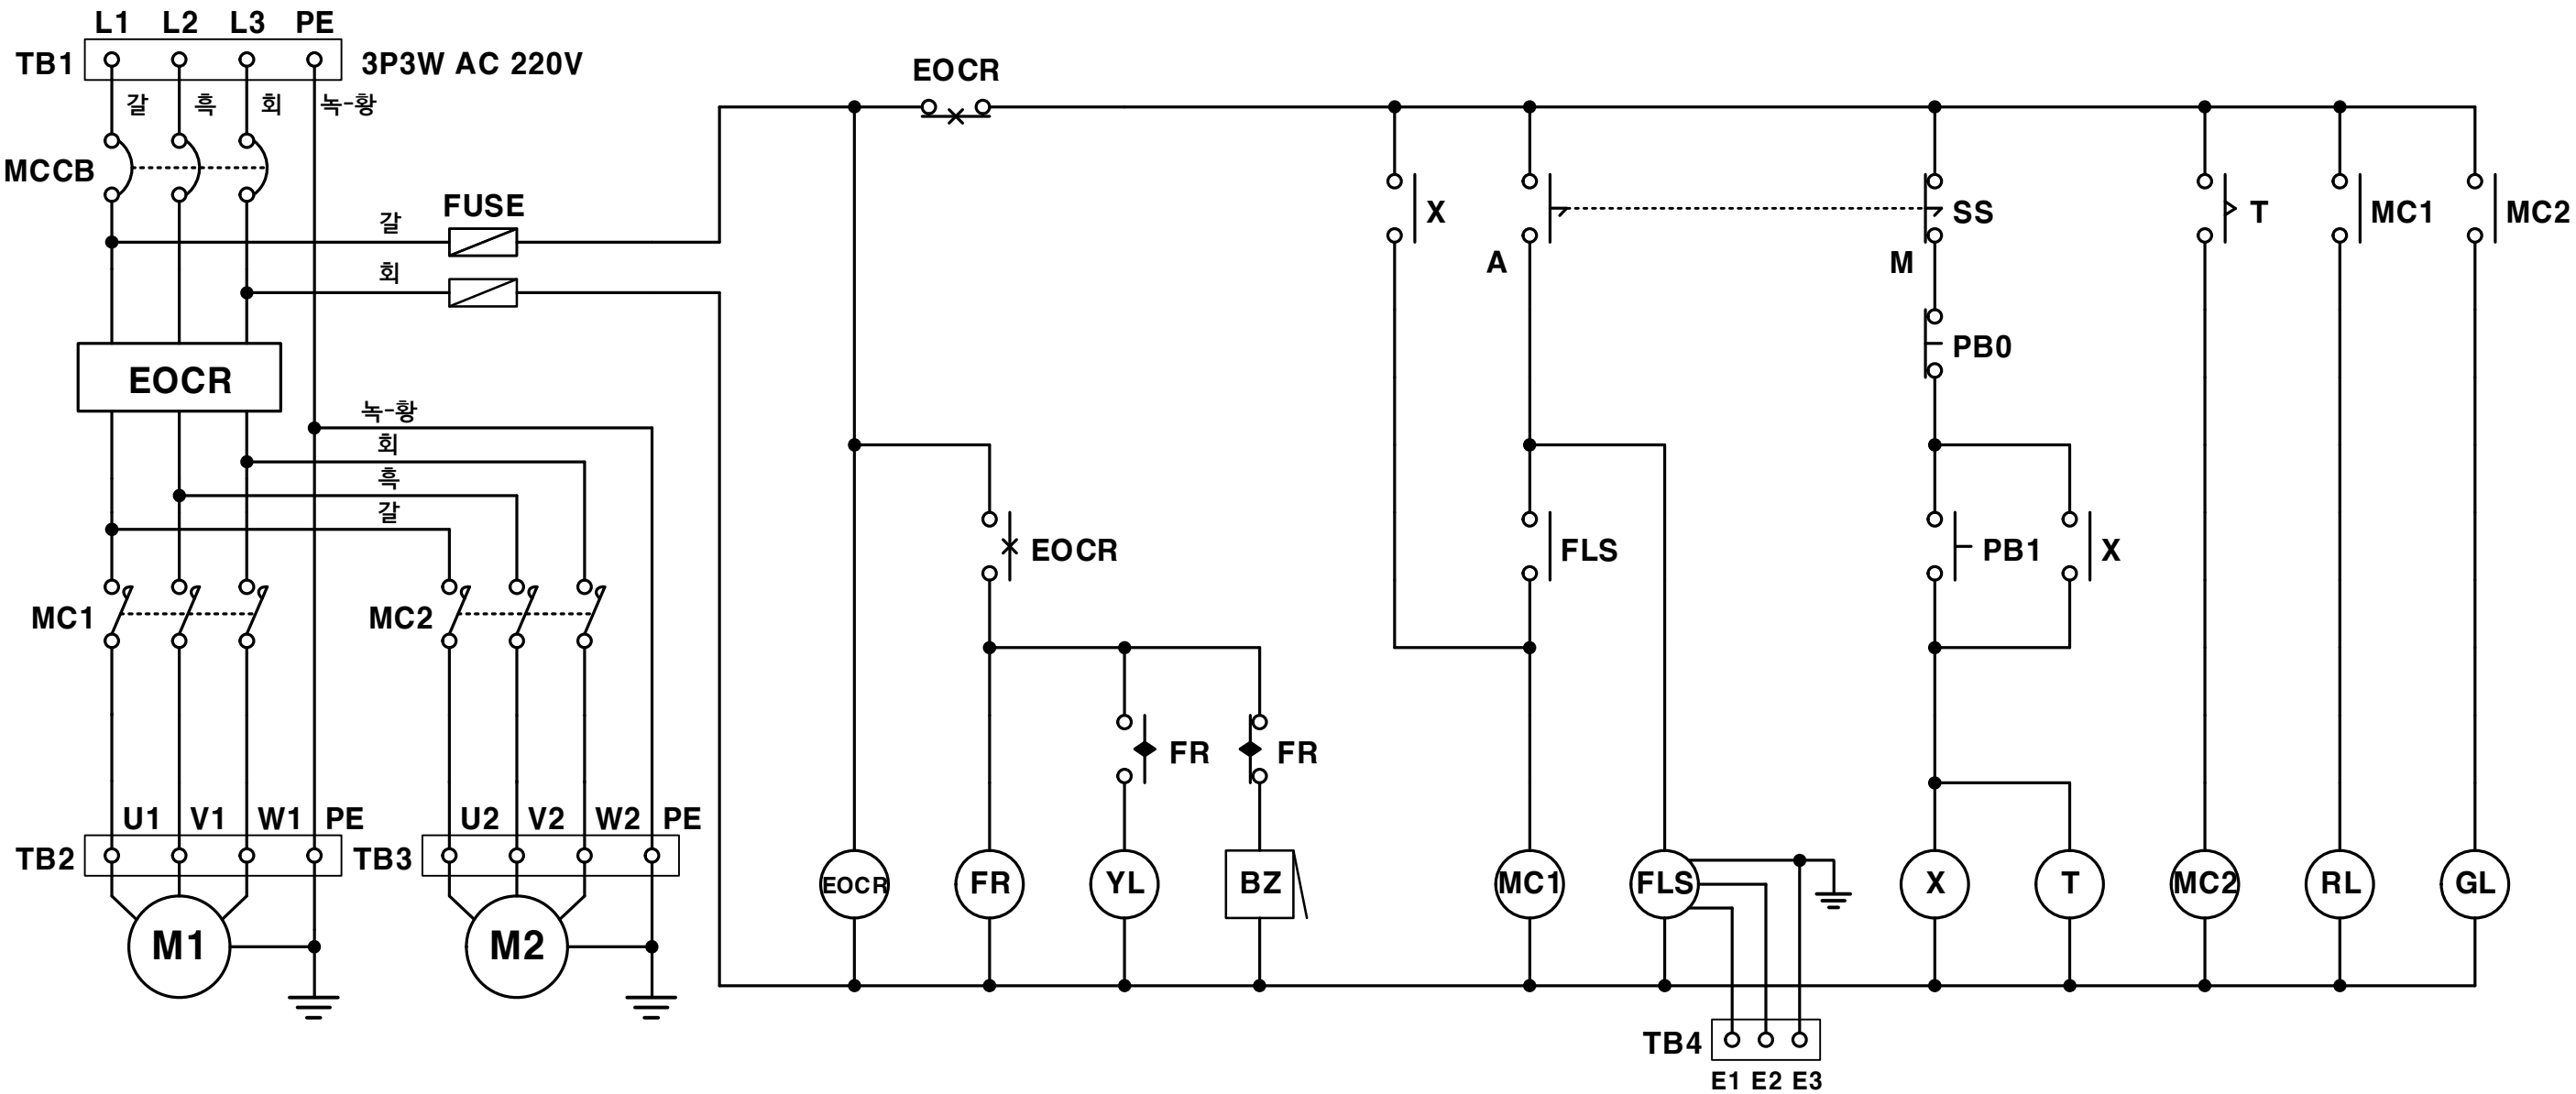 L1 L2 L3 PE
TB1 3P3W AC 220V
갈 흑 회 녹-황
EOCR
MCCB
FUSE
갈
회
X
A
SS
M
T
MC1
MC2
PB0
EOCR
녹-황
회
흑
갈
EOCR
FLS
PB1
X
MC1
MC2
FR
FR
U1 V1 W1 PE
U2 V2 W2 PE
TB2
TB3
EOCR
FR
YL
BZ
MC1
FLS
X
T
MC2
RL
GL
M1
M2
TB4
E1 E2 E3